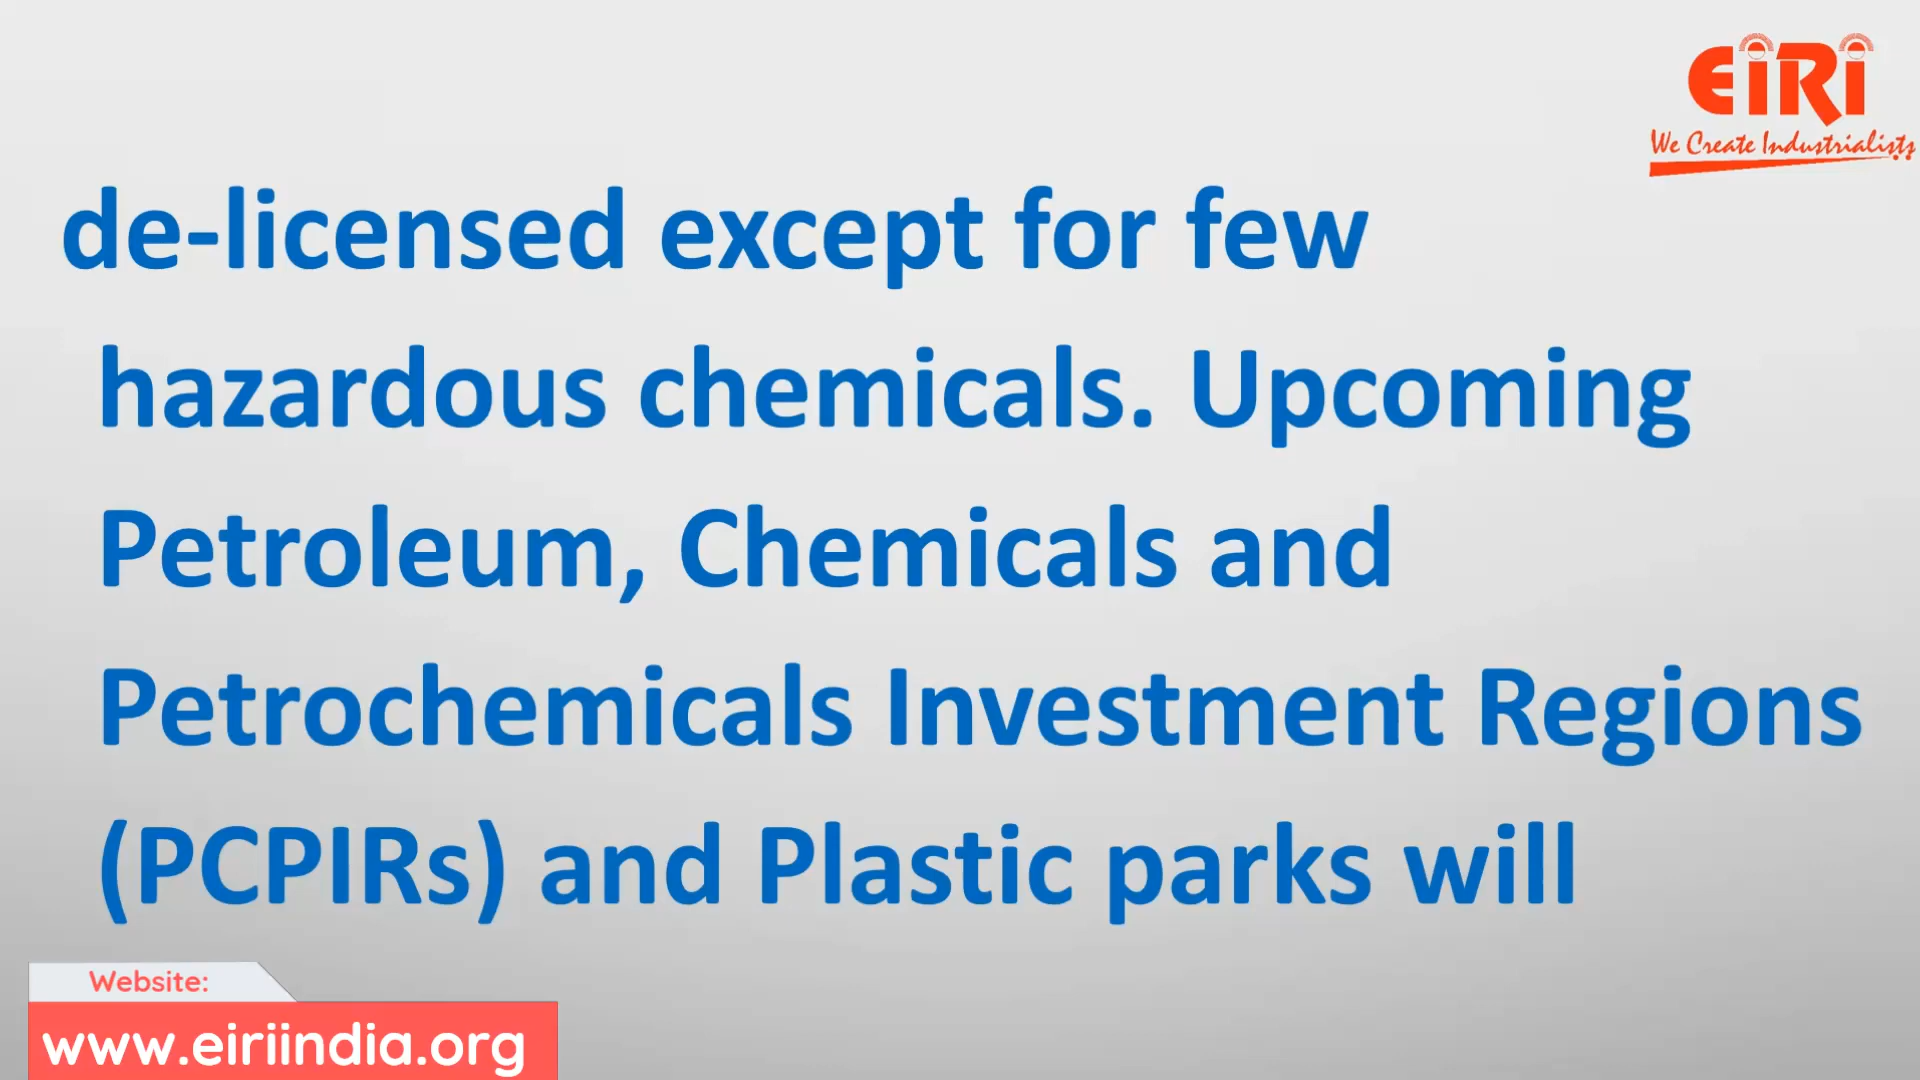 EiRi
We Create Industrialists
de-licensed except for few
hazardous chemicals. Upcoming
Petroleum, Chemicals and
Petrochemicals Investment Regions
(PCPIRs) and Plastic parks will
Website:
www.eiriindia.org